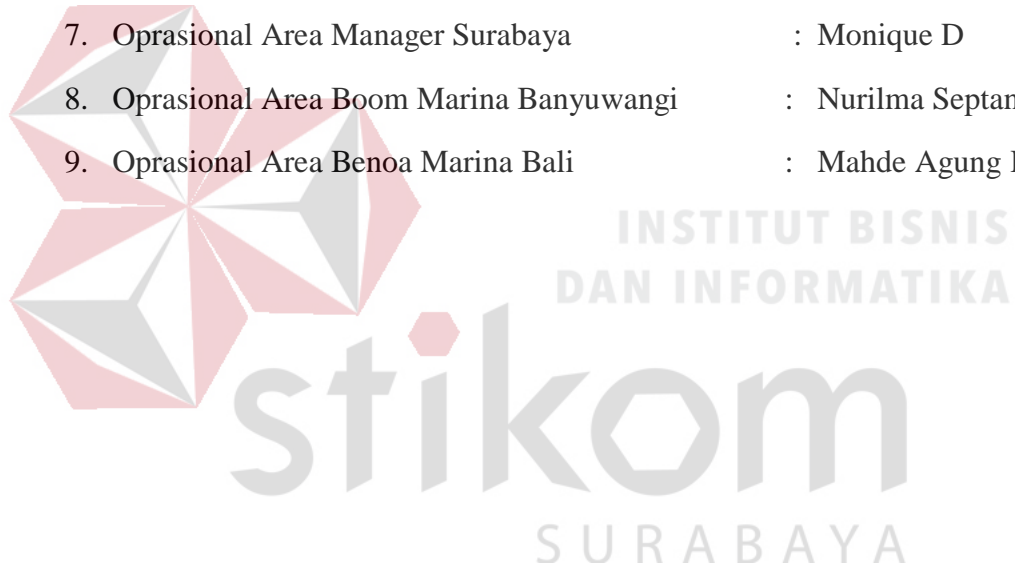 7. Oprasional Area Manager Surabaya : Monique D
8. Oprasional Area Boom Marina Banyuwangi : Nurilma
9. Oprasional Area Benoa Marina Bali : Mahde Agung
INSTITUT BISNIS
DAN INFORMATIKA
stikom
SURABAYA